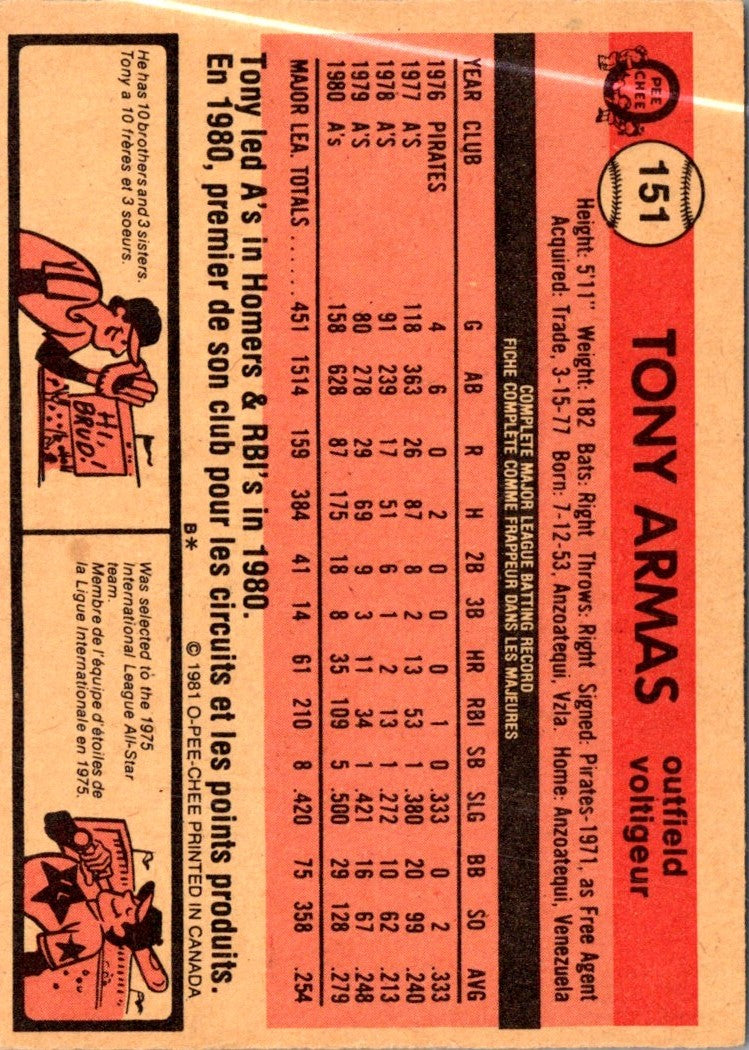 O
PEE
CHEE
151
TONY ARMAS
outfield
voltigeur
Height: 5'11" Weight: 182 Bats: Right Throws: Right Signed: Pirates-1971, as Free Agent
Acquired: Trade, 3-15-77 Born: 7-12-53, Anzoatequi, Vzla. Home: Anzoatequi, Venezuela
COMPLETE MAJOR LEAGUE BATTING RECORD
FICHE COMPLETE COMME FRAPPEUR DANS LES MAJEURES
YEAR CLUB G AB R H 2B 3B HR RBI SB SLG BB SO AVG
1976 PIRATES 4 6 0 2 0 0 0 1 0 .333 0 2 .333
1977 A'S 118 363 26 87 8 2 13 53 1 .380 20 99 .240
1978 A's 91 239 17 51 6 1 2 13 1 .272 10 62 .213
1979 A'S 80 278 29 69 9 3 11 34 1 .421 16 67 .248
1980 A's 158 628 87 175 18 8 35 109 5 .500 29 128 .279
MAJOR LEA. TOTALS ...... 451 1514 159 384 41 14 61 210 8 .420 75 358 .254
Tony led A's in Homers & RBI's in 1980.
En 1980, premier de son club pour les circuits et les points produits.
B* © 1981 O-PEE-CHEE PRINTED IN CANADA
He has 10 brothers and 3 sisters.
Tony a 10 frères et 3 soeurs.
HI,
BRUD!
Was selected to the 1975
International League All-Star
team.
Membre de l'équipe d'étoiles de
la Ligue Internationale en 1975.